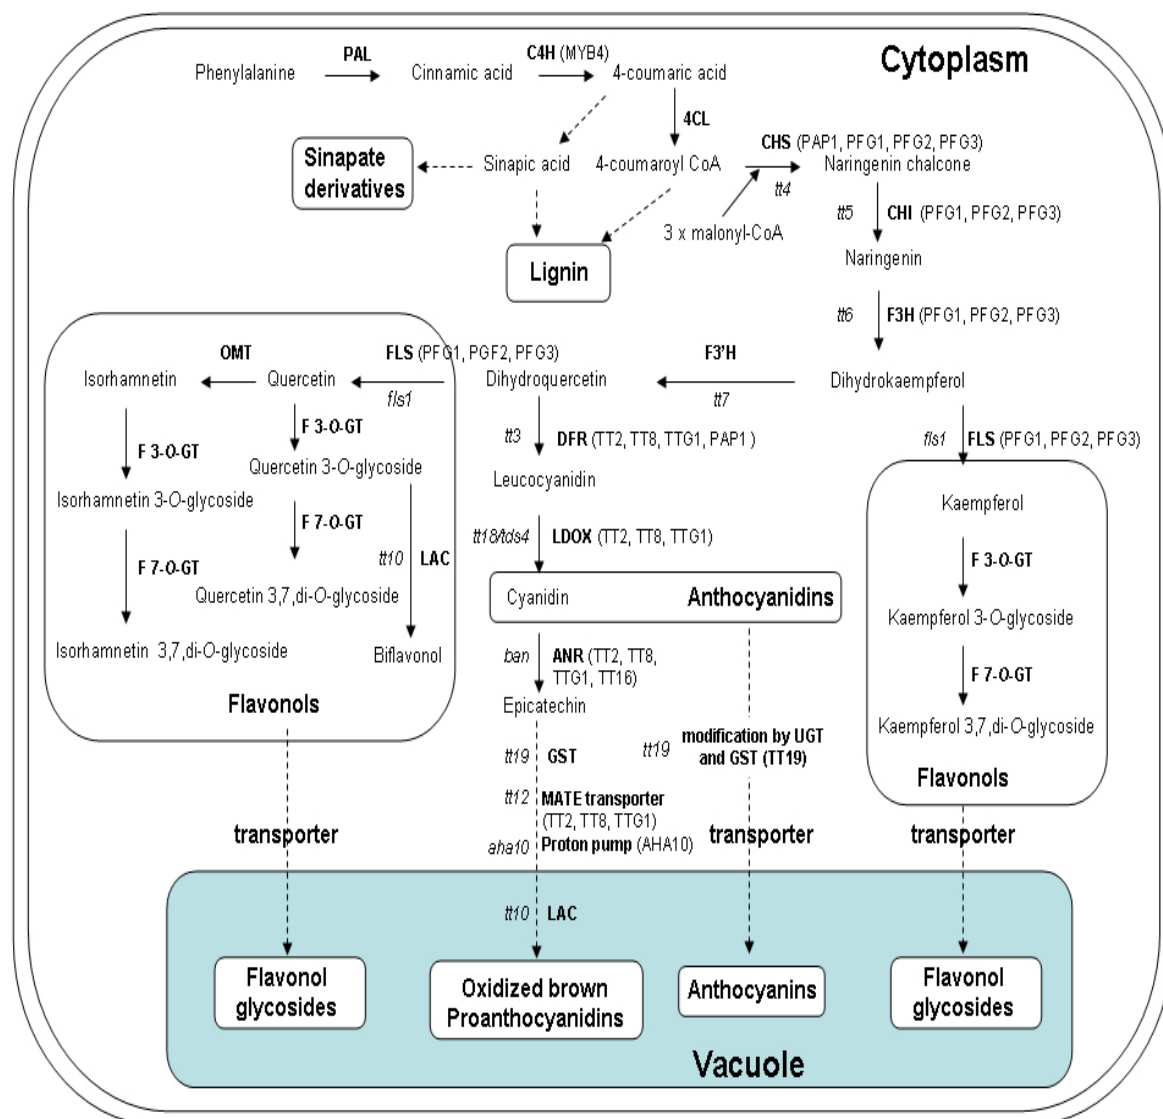 Cytoplasm
PAL
C4H (MYB4)
Phenylalanine
Cinnamic acid
4-coumaric acid
4CL
CHS (PAP1, PFG1, PFG2, PFG3)
Sinapate
derivatives
Sinapic acid
4-coumaroyl CoA
Naringenin chalcone
tt4
3 x malonyl-CoA
tt5
CHI (PFG1, PFG2, PFG3)
Naringenin
Lignin
tt6
F3H (PFG1, PFG2, PFG3)
OMT
FLS (PFG1, PGF2, PFG3)
F3'H
Isorhamnetin
Quercetin
Dihydroquercetin
Dihydrokaempferol
fls1
tt7
F 3-O-GT
F 3-O-GT
tt3
DFR (TT2, TT8, TTG1, PAP1 )
fls1
FLS (PFG1, PFG2, PFG3)
Quercetin 3-O-glycoside
Isorhamnetin 3-O-glycoside
Leucocyanidin
Kaempferol
F 7-O-GT
F 7-O-GT
tt10
LAC
tt18/tds4
LDOX (TT2, TT8, TTG1)
F 3-O-GT
Quercetin 3,7,di-O-glycoside
Cyanidin
Anthocyanidins
Kaempferol 3-O-glycoside
Isorhamnetin 3,7,di-O-glycoside
Biflavonol
ban
ANR (TT2, TT8,
TTG1, TT16)
F 7-O-GT
Flavonols
Epicatechin
Kaempferol 3,7,di-O-glycoside
tt19
GST
tt19
modification by UGT
and GST (TT19)
Flavonols
tt12
MATE transporter
(TT2, TT8, TTG1)
transporter
aha10
Proton pump (AHA10)
transporter
transporter
tt10
LAC
Flavonol
glycosides
Oxidized brown
Proanthocyanidins
Anthocyanins
Flavonol
glycosides
Vacuole